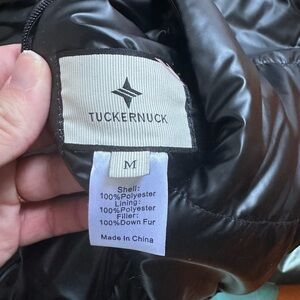 TUCKERNUCK
M
Shell:
100%Polyester
Lining:
100%Polyester
Filler:
100%Down Fur
Made In China